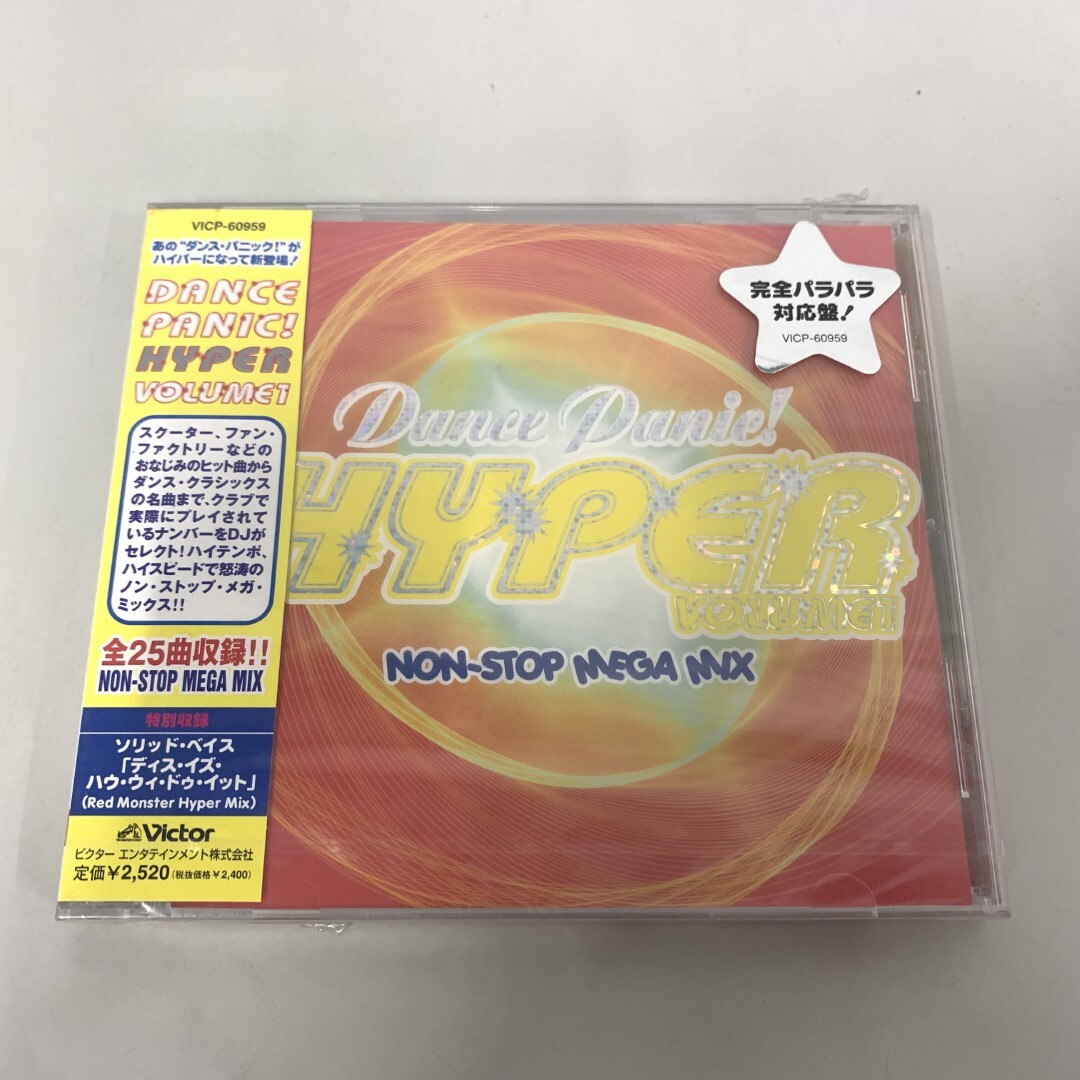 VICP-60959
あの"ダンス・パニック!"が
ハイパーになって新登場!
DANCE
PANIC!
HYPER
VOLUME1
スクーター、ファン・
ファクトリーなどの
おなじみのヒット曲から
ダンス・クラシックス
の名曲まで、クラブで
実際にプレイされて
いるナンバーをDJが
セレクト!ハイテンポ、
ハイスピードで怒涛の
ノン・ストップ・メガ・
ミックス!!
全25曲収録!!
NON-STOP MEGA MIX
特別収録
ソリッド・ベイス
「ディス・イズ・
ハウ・ウィ・ドゥ・イット」
(Red Monster Hyper Mix)
Victor
ビクター エンタテインメント株式会社
定価¥2,520(税抜価格¥2,400)
完全パラパラ
対応盤!
VICP-60959
Dance Panic!
HYPER
VOLUME1
NON-STOP MEGA MIX